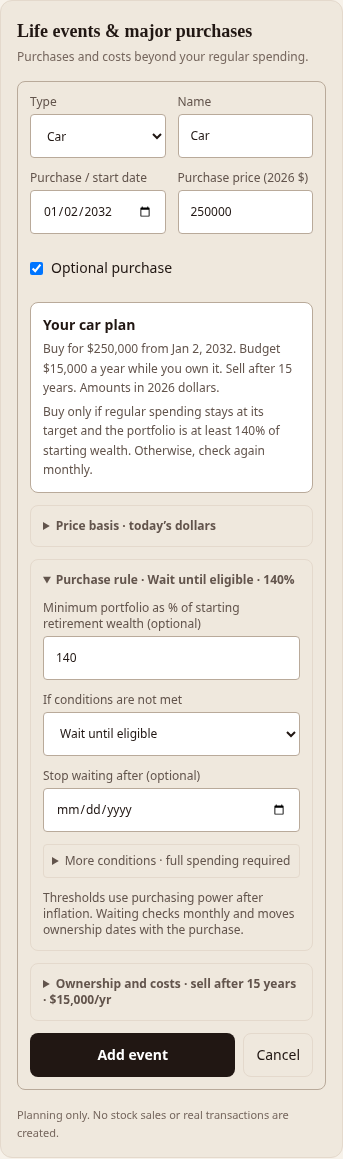 Life events & major purchases
Purchases and costs beyond your regular spending.
Type
Name
Car
Car
Purchase / start date
Purchase price (2026 $)
01/02/2032
250000
Optional purchase
Your car plan
Buy for $250,000 from Jan 2, 2032. Budget
$15,000 a year while you own it. Sell after 15
years. Amounts in 2026 dollars.
Buy only if regular spending stays at its
target and the portfolio is at least 140% of
starting wealth. Otherwise, check again
monthly.
Price basis · today’s dollars
Purchase rule · Wait until eligible · 140%
Minimum portfolio as % of starting
retirement wealth (optional)
140
If conditions are not met
Wait until eligible
Stop waiting after (optional)
mm/dd/yyyy
More conditions · full spending required
Thresholds use purchasing power after
inflation. Waiting checks monthly and moves
ownership dates with the purchase.
Ownership and costs · sell after 15 years
· $15,000/yr
Add event
Cancel
Planning only. No stock sales or real transactions are
created.